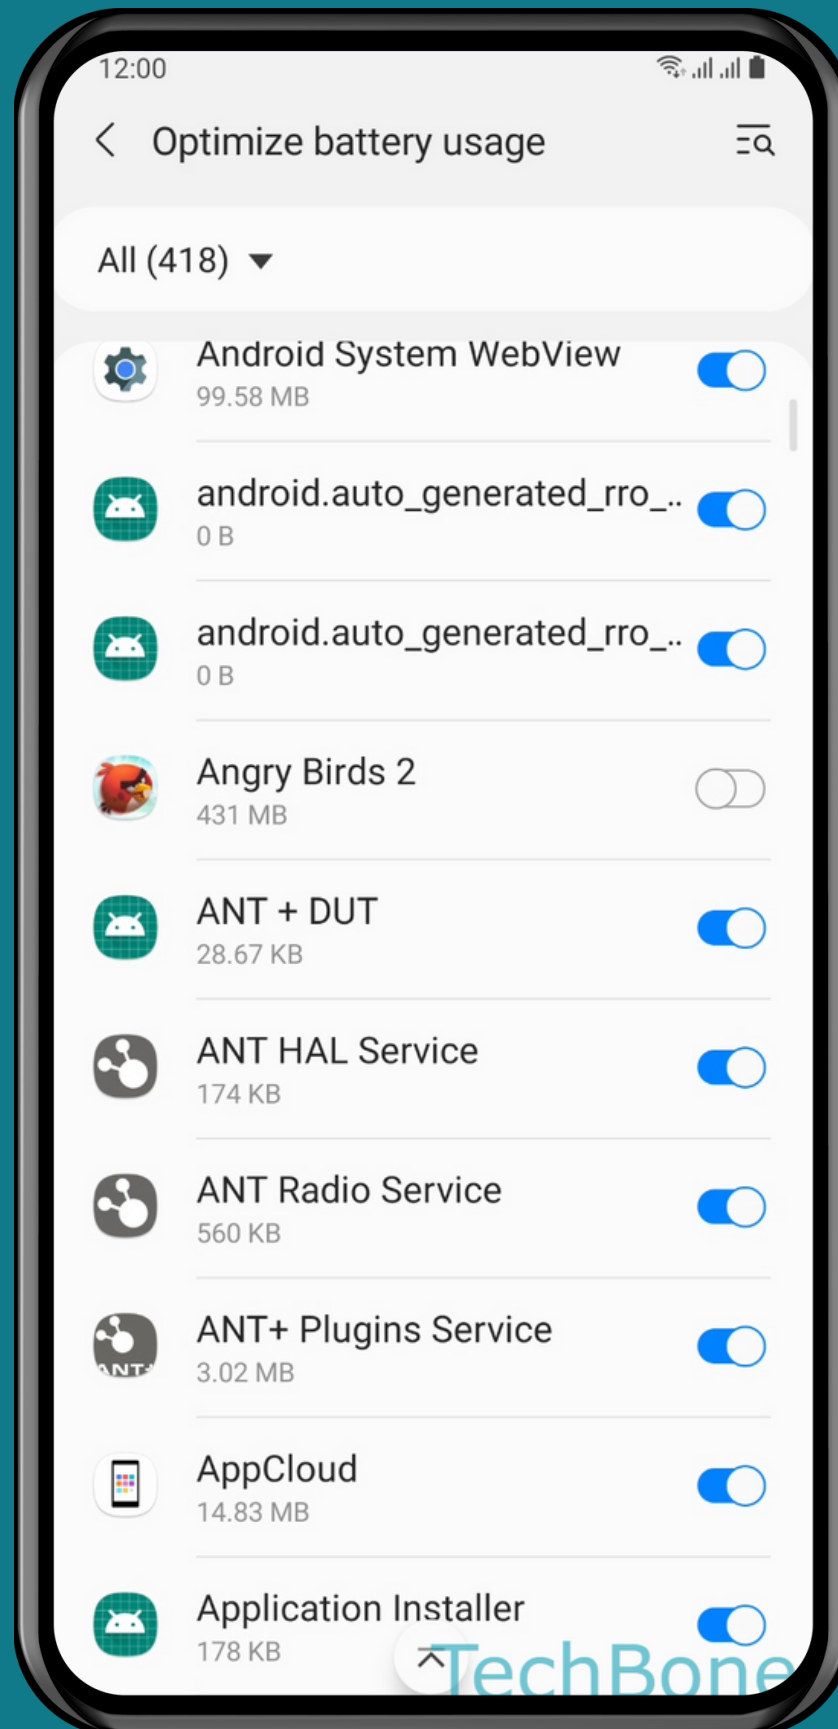 12:00
Optimize battery usage
All (418)
Android System WebView
99.58 MB
android.auto_generated_rro_..
0 B
android.auto_generated_rro_..
0 B
Angry Birds 2
431 MB
ANT + DUT
28.67 KB
ANT HAL Service
174 KB
ANT Radio Service
560 KB
ANT+ Plugins Service
3.02 MB
ANT+
AppCloud
14.83 MB
Application Installer
178 KB
TechBone